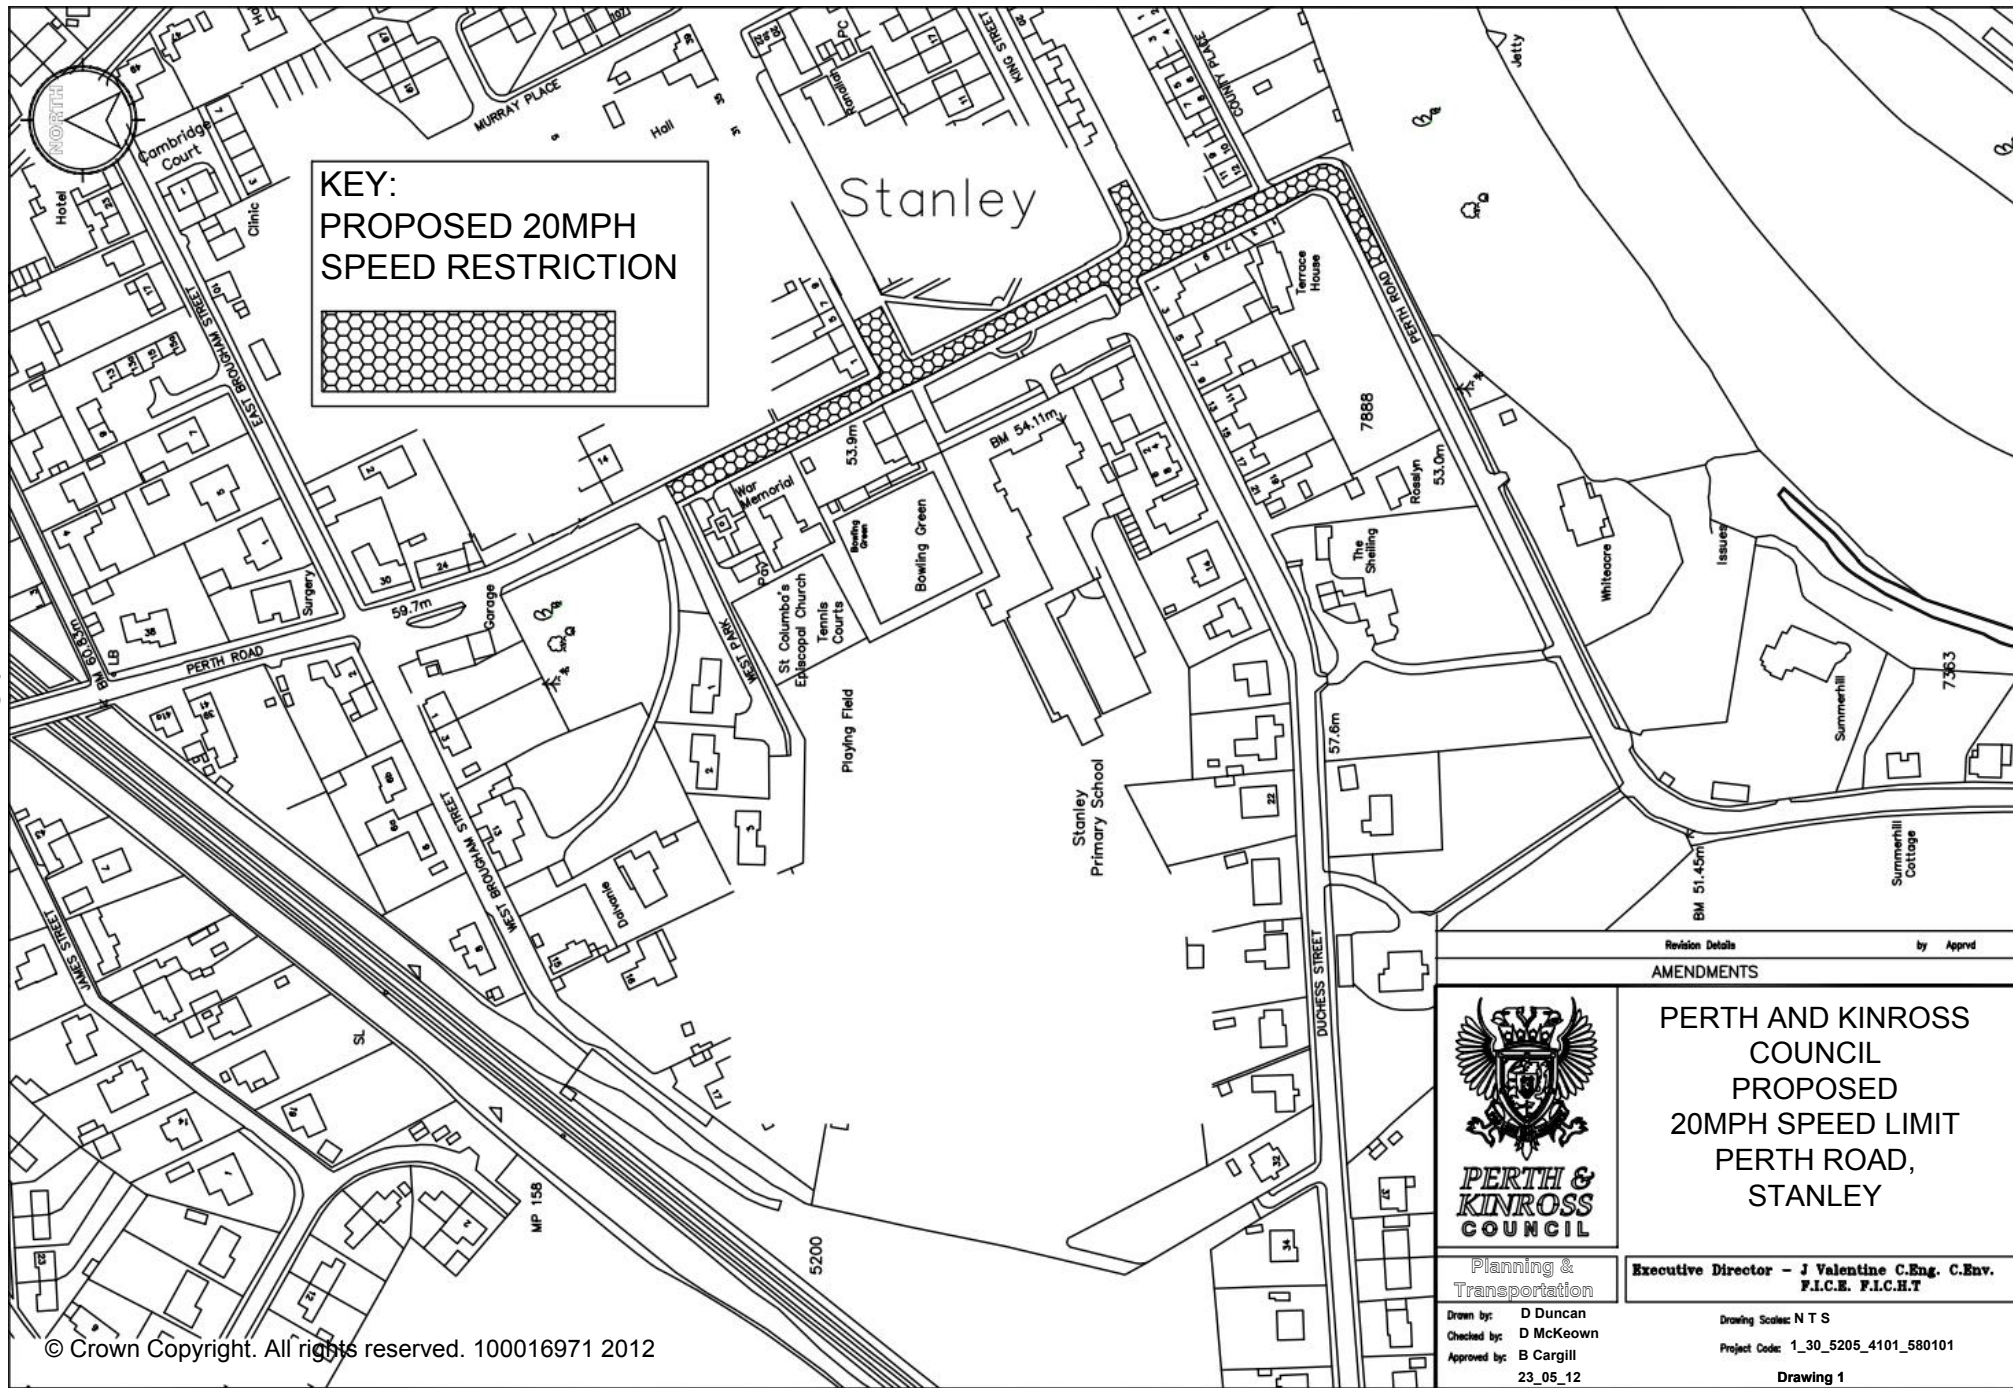 NORTH
Hotel
23
Cambridge
Court
Clinic
MURRAY PLACE
Hall
PC
KING STREET
COUNTY PLACE
Jetty
KEY:
PROPOSED 20MPH
SPEED RESTRICTION
Stanley
EAST BROUGHAM STREET
Terrace
House
PERTH ROAD
7888
Rosslyn
53.0m
BM 54.11m
53.9m
War
Memorial
Bowling
Green
Bowling Green
St Columba's
Episcopal Church
Tennis
Courts
WEST PARK
Playing Field
Surgery
59.7m
Garage
BM 60.83m
LB
PERTH ROAD
WEST BROUGHAM STREET
Dalvanie
JAMES STREET
SL
MP 158
5200
Stanley
Primary School
The
Sheiling
57.6m
DUCHESS STREET
Whiteacre
Issues
Summerhill
7363
Summerhill
Cottage
BM 51.45m
Revision Details by Apprvd
AMENDMENTS
PERTH &
KINROSS
COUNCIL
PERTH AND KINROSS
COUNCIL
PROPOSED
20MPH SPEED LIMIT
PERTH ROAD,
STANLEY
Planning &
Transportation
Executive Director - J Valentine C.Eng. C.Env.
F.I.C.E. F.I.C.H.T
Drawn by: D Duncan
Checked by: D McKeown
Approved by: B Cargill
23_05_12
Drawing Scales: N T S
Project Code: 1_30_5205_4101_580101
Drawing 1
© Crown Copyright. All rights reserved. 100016971 2012